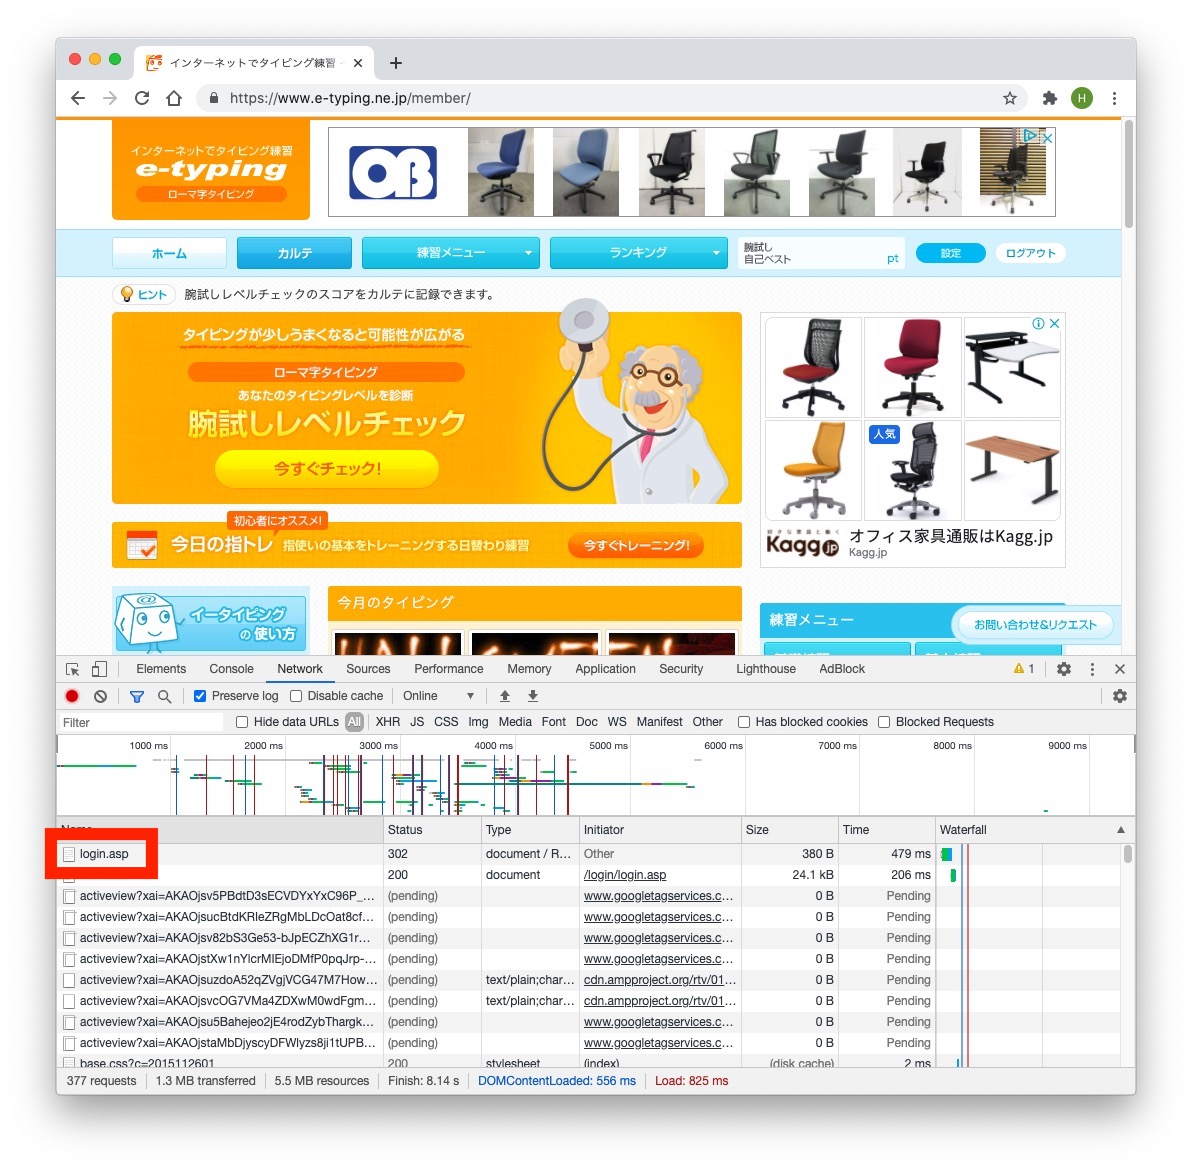 インターネットでタイピング練習
https://www.e-typing.ne.jp/member/
H
インターネットでタイピング練習
e-typing
ローマ字タイピング
OB
ホーム
カルテ
練習メニュー
ランキング
腕試し
自己ベスト
pt
設定
ログアウト
ヒント
腕試しレベルチェックのスコアをカルテに記録できます。
タイピングが少しうまくなると可能性が広がる
ローマ字タイピング
あなたのタイピングレベルを診断
腕試しレベルチェック
今すぐチェック!
人気
初心者にオススメ!
今日の指トレ 指使いの基本をトレーニングする日替わり練習
今すぐトレーニング!
Kagg.jp
オフィス家具通販はKagg.jp
Kagg.jp
@
イータイピング
の使い方
今月のタイピング
練習メニュー
お問い合わせ&リクエスト
Elements Console Network Sources Performance Memory Application Security Lighthouse AdBlock 1
Preserve log Disable cache Online
Filter Hide data URLs All XHR JS CSS Img Media Font Doc WS Manifest Other Has blocked cookies Blocked Requests
1000 ms 2000 ms 3000 ms 4000 ms 5000 ms 6000 ms 7000 ms 8000 ms 9000 ms
Status Type Initiator Size Time Waterfall
login.asp 302 document / R... Other 380 B 479 ms
200 document /login/login.asp 24.1 kB 206 ms
activeview?xai=AKAOjsv5PBdtD3sECVDYxYxC96P_... (pending) www.googletagservices.c... 0 B Pending
activeview?xai=AKAOjsucBtdKRleZRgMbLDcOat8cf... (pending) www.googletagservices.c... 0 B Pending
activeview?xai=AKAOjsv82bS3Ge53-bJpECZhXG1r... (pending) www.googletagservices.c... 0 B Pending
activeview?xai=AKAOjstXw1nYlcrMIEjoDMfP0pqJrp-... (pending) www.googletagservices.c... 0 B Pending
activeview?xai=AKAOjsuzdoA52qZVgjVCG47M7How... (pending) text/plain;char... cdn.ampproject.org/rtv/01... 0 B Pending
activeview?xai=AKAOjsvcOG7VMa4ZDXwM0wdFgm... (pending) text/plain;char... cdn.ampproject.org/rtv/01... 0 B Pending
activeview?xai=AKAOjsu5Bahejeo2jE4rodZybThargk... (pending) www.googletagservices.c... 0 B Pending
activeview?xai=AKAOjstaMbDjyscyDFWlyzs8ji1tUPB... (pending) www.googletagservices.c... 0 B Pending
base.css?c=2015112601 200 stylesheet (index) (disk cache) 2 ms
377 requests 1.3 MB transferred 5.5 MB resources Finish: 8.14 s DOMContentLoaded: 556 ms Load: 825 ms